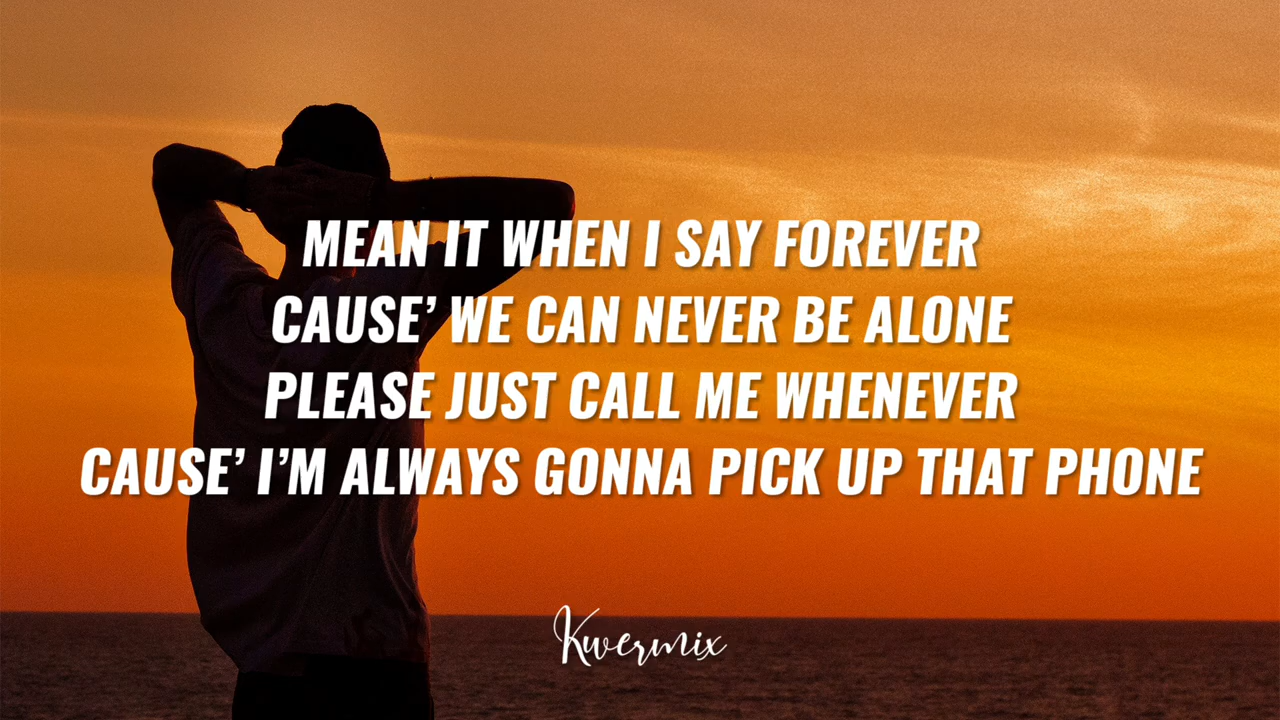 MEAN IT WHEN I SAY FOREVER
CAUSE’ WE CAN NEVER BE ALONE
PLEASE JUST CALL ME WHENEVER
CAUSE’ I’M ALWAYS GONNA PICK UP THAT PHONE
Kwermix